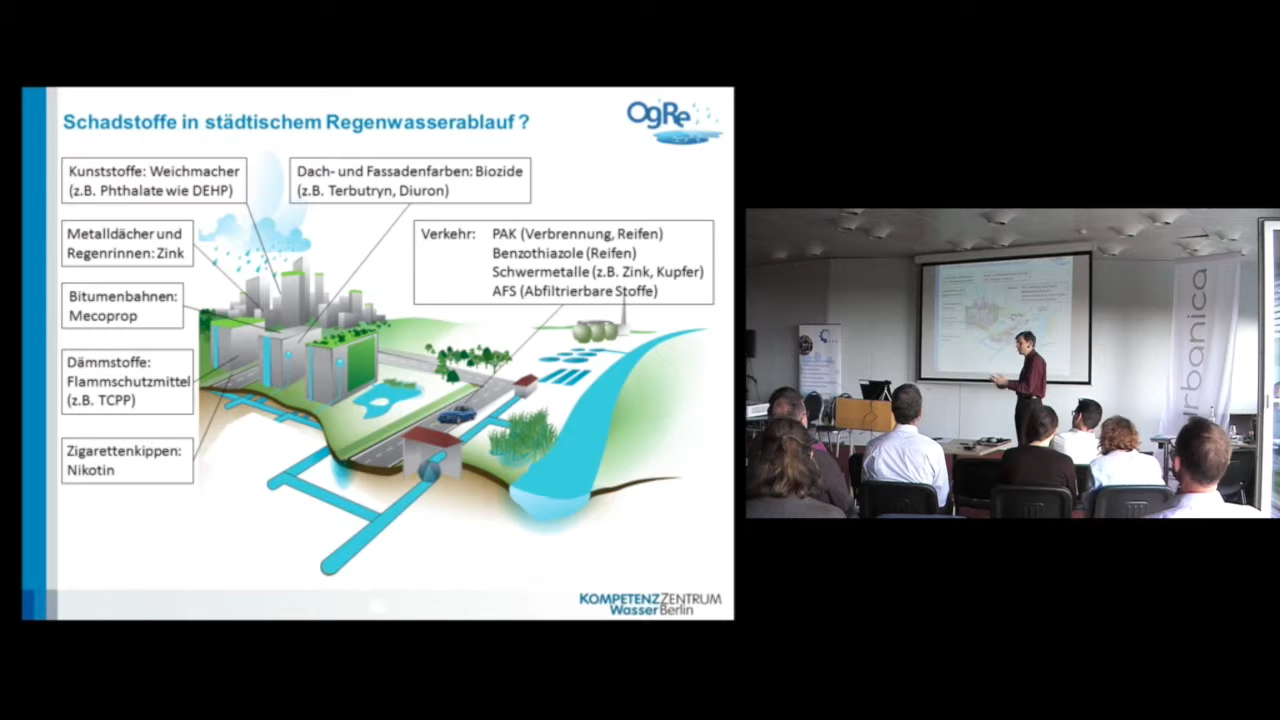 Schadstoffe in städtischem Regenwasserablauf ?
OgRe
Kunststoffe: Weichmacher
(z.B. Phthalate wie DEHP)
Dach- und Fassadenfarben: Biozide
(z.B. Terbutryn, Diuron)
Metalldächer und
Regenrinnen: Zink
Verkehr: PAK (Verbrennung, Reifen)
Benzothiazole (Reifen)
Schwermetalle (z.B. Zink, Kupfer)
AFS (Abfiltrierbare Stoffe)
Bitumenbahnen:
Mecoprop
Dämmstoffe:
Flammschutzmittel
(z.B. TCPP)
Zigarettenkippen:
Nikotin
KOMPETENZZENTRUM
WasserBerlin
urbanica